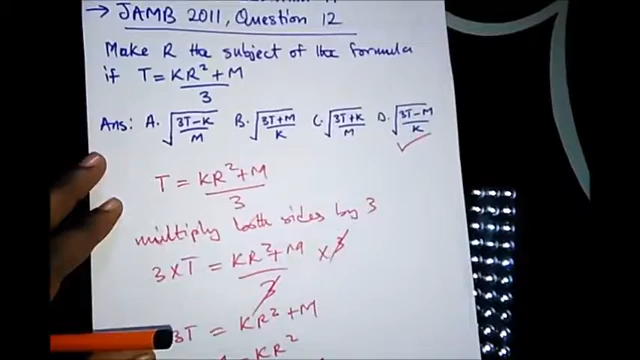 → JAMB 2011, Question 12
Make R the subject of the formula
if T = KR² + M / 3
Ans: A. √(3T-K / M) B. √(3T+M / K) C. √(3T+K / M) D. √(3T-M / K) ✓
T = KR² + M / 3
multiply both sides by 3
3 X T = KR² + M / 3 × 3
3T = KR² + M
= KR²